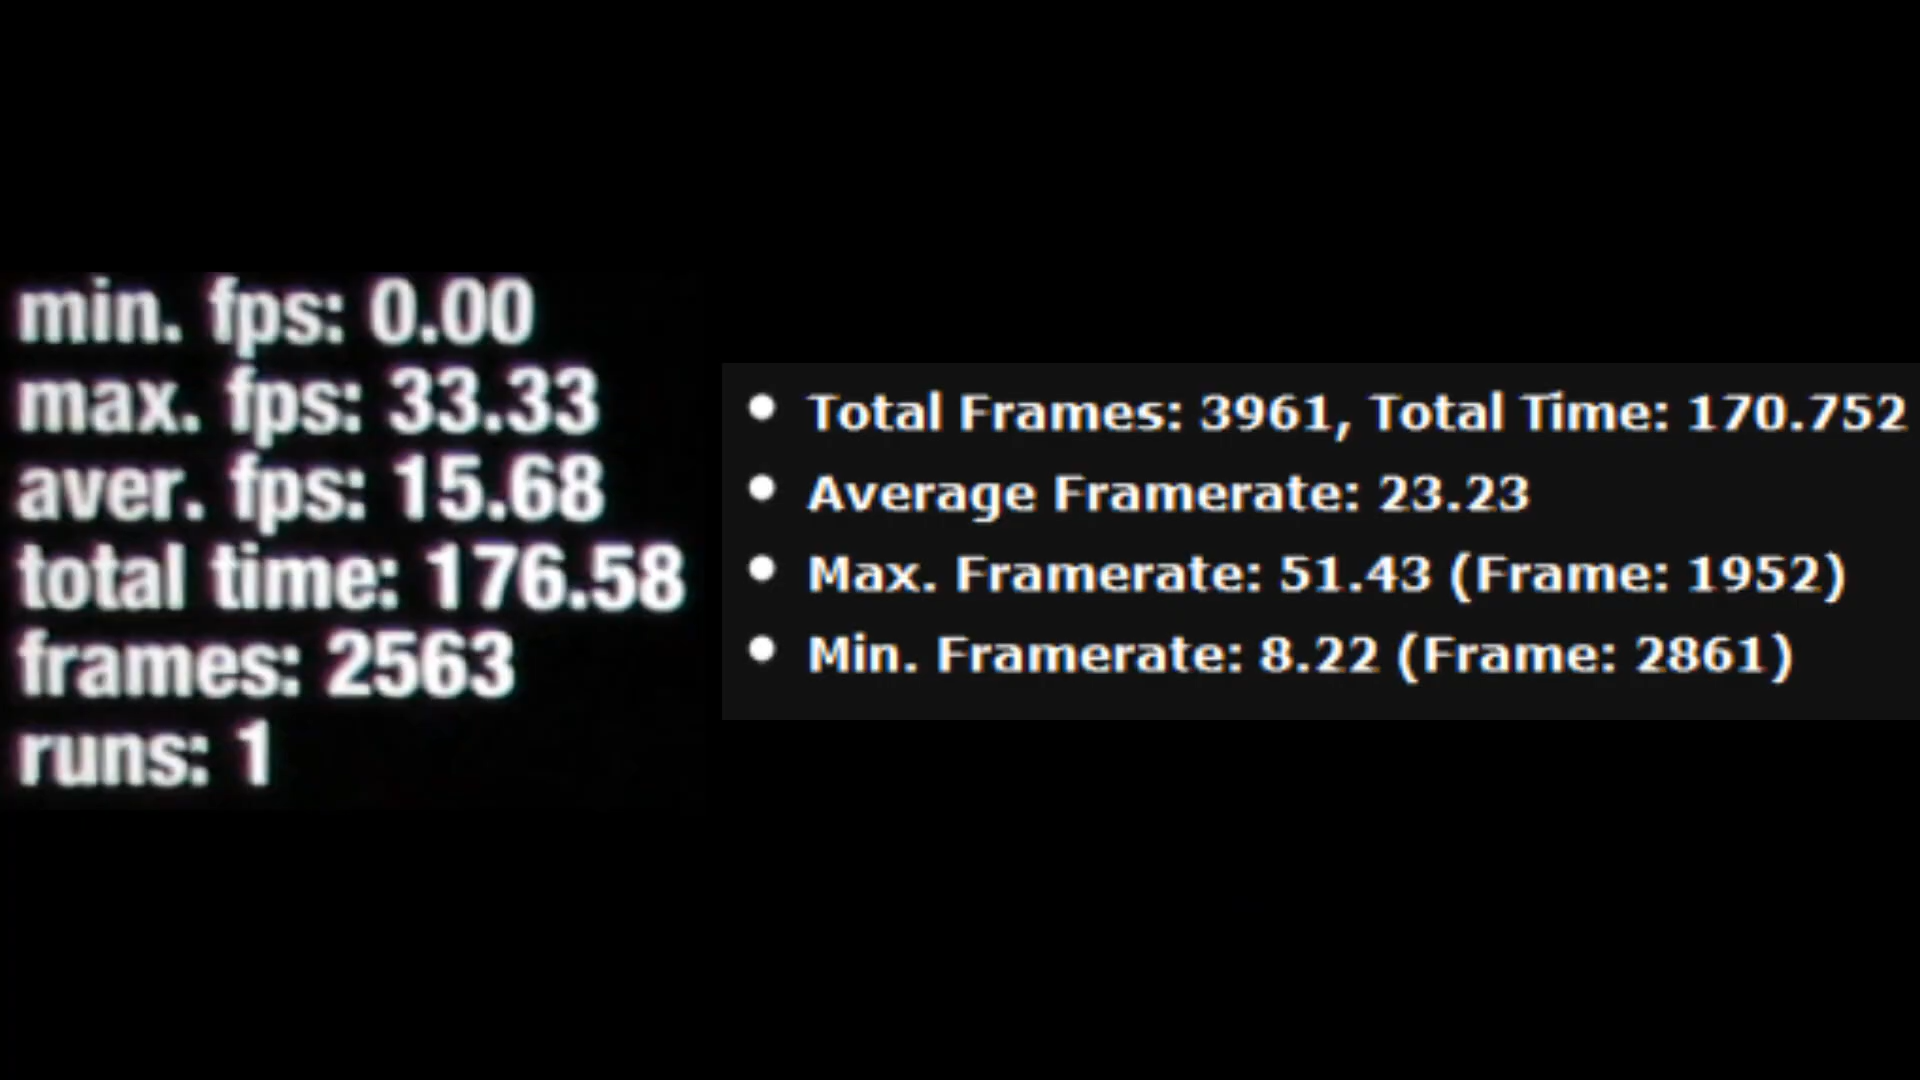 min. fps: 0.00
max. fps: 33.33
aver. fps: 15.68
total time: 176.58
frames: 2563
runs: 1
• Total Frames: 3961, Total Time: 170.752
• Average Framerate: 23.23
• Max. Framerate: 51.43 (Frame: 1952)
• Min. Framerate: 8.22 (Frame: 2861)